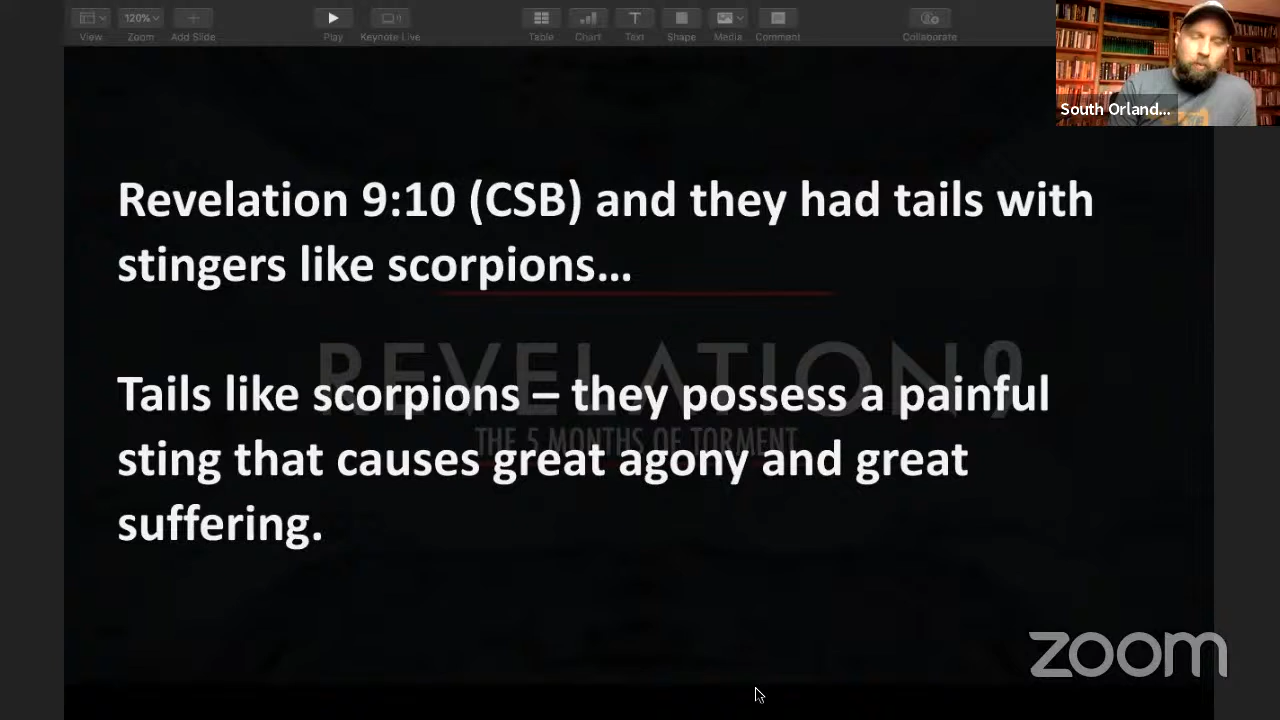 120%
View
Zoom
Add Slide
Play
Keynote Live
Table
Chart
Text
Shape
Media
Comment
Collaborate
South Orland...
Revelation 9:10 (CSB) and they had tails with
stingers like scorpions...
REVELATION 9
Tails like scorpions – they possess a painful
THE 5 MONTHS OF TORMENT
sting that causes great agony and great
suffering.
zoom